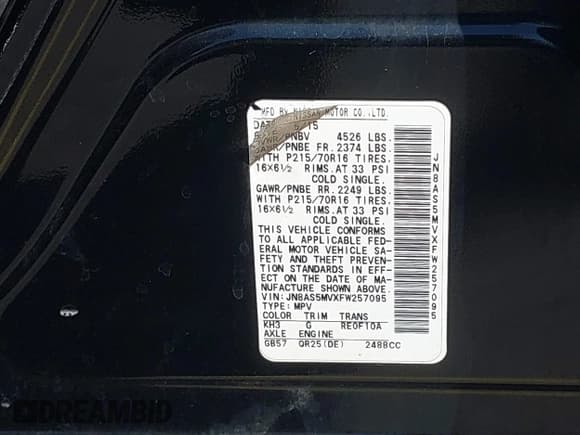 MFG BY NISSAN MOTOR CO.,LTD.
DATE 15
GVWR/PNBV 4526 LBS.
GAWR/PNBE FR. 2374 LBS.
WITH P215/70R16 TIRES.
16X6½ RIMS.AT 33 PSI
COLD SINGLE.
GAWR/PNBE RR. 2249 LBS.
WITH P215/70R16 TIRES.
16X6½ RIMS.AT 33 PSI
COLD SINGLE.
THIS VEHICLE CONFORMS
TO ALL APPLICABLE FED-
ERAL MOTOR VEHICLE SA-
FETY AND THEFT PREVEN-
TION STANDARDS IN EFF-
ECT ON THE DATE OF MA-
NUFACTURE SHOWN ABOVE.
VIN:JN8AS5MVXFW257095
TYPE:MPV
COLOR TRIM TRANS
KH3 G RE0F10A
AXLE ENGINE
GB57 QR25(DE) 2488CC
JN8AS5MVXFW257095
DREAMBID